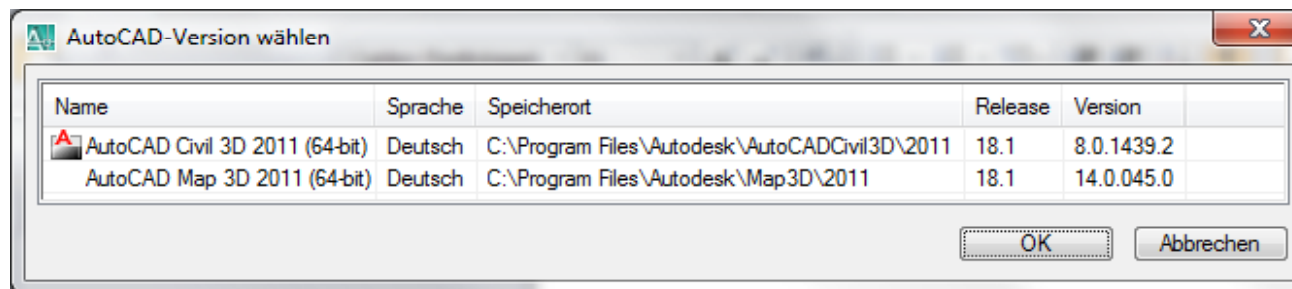 AutoCAD-Version wählen
Name Sprache Speicherort Release Version
AutoCAD Civil 3D 2011 (64-bit) Deutsch C:\Program Files\Autodesk\AutoCADCivil3D\2011 18.1 8.0.1439.2
AutoCAD Map 3D 2011 (64-bit) Deutsch C:\Program Files\Autodesk\Map3D\2011 18.1 14.0.045.0
OK Abbrechen